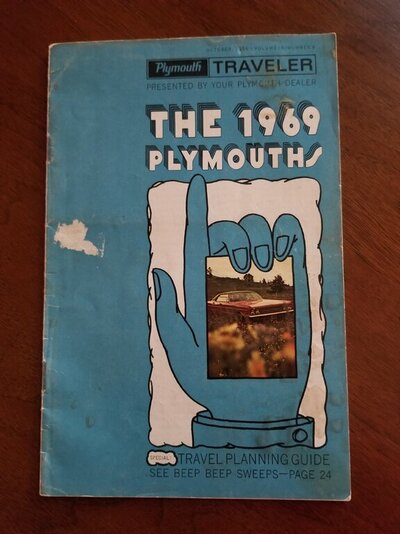 OCTOBER
Plymouth TRAVELER
PRESENTED BY YOUR PLYMOUTH DEALER
THE 1969
PLYMOUTHS
SPECIAL TRAVEL PLANNING GUIDE
SEE BEEP BEEP SWEEPS—PAGE 24